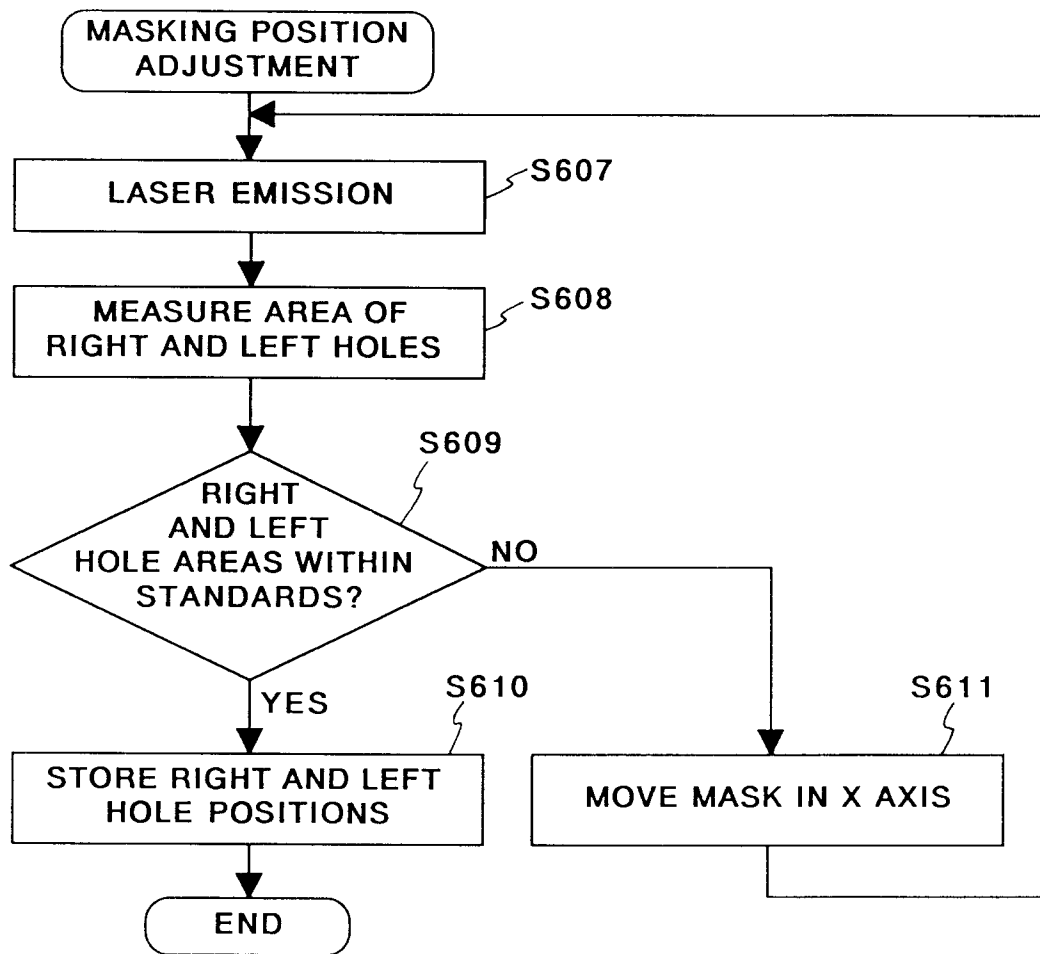 MASKING POSITION
ADJUSTMENT
LASER EMISSION
S607
MEASURE AREA OF
RIGHT AND LEFT HOLES
S608
RIGHT
AND LEFT
HOLE AREAS WITHIN
STANDARDS?
S609
NO
YES
STORE RIGHT AND LEFT
HOLE POSITIONS
S610
MOVE MASK IN X AXIS
S611
END